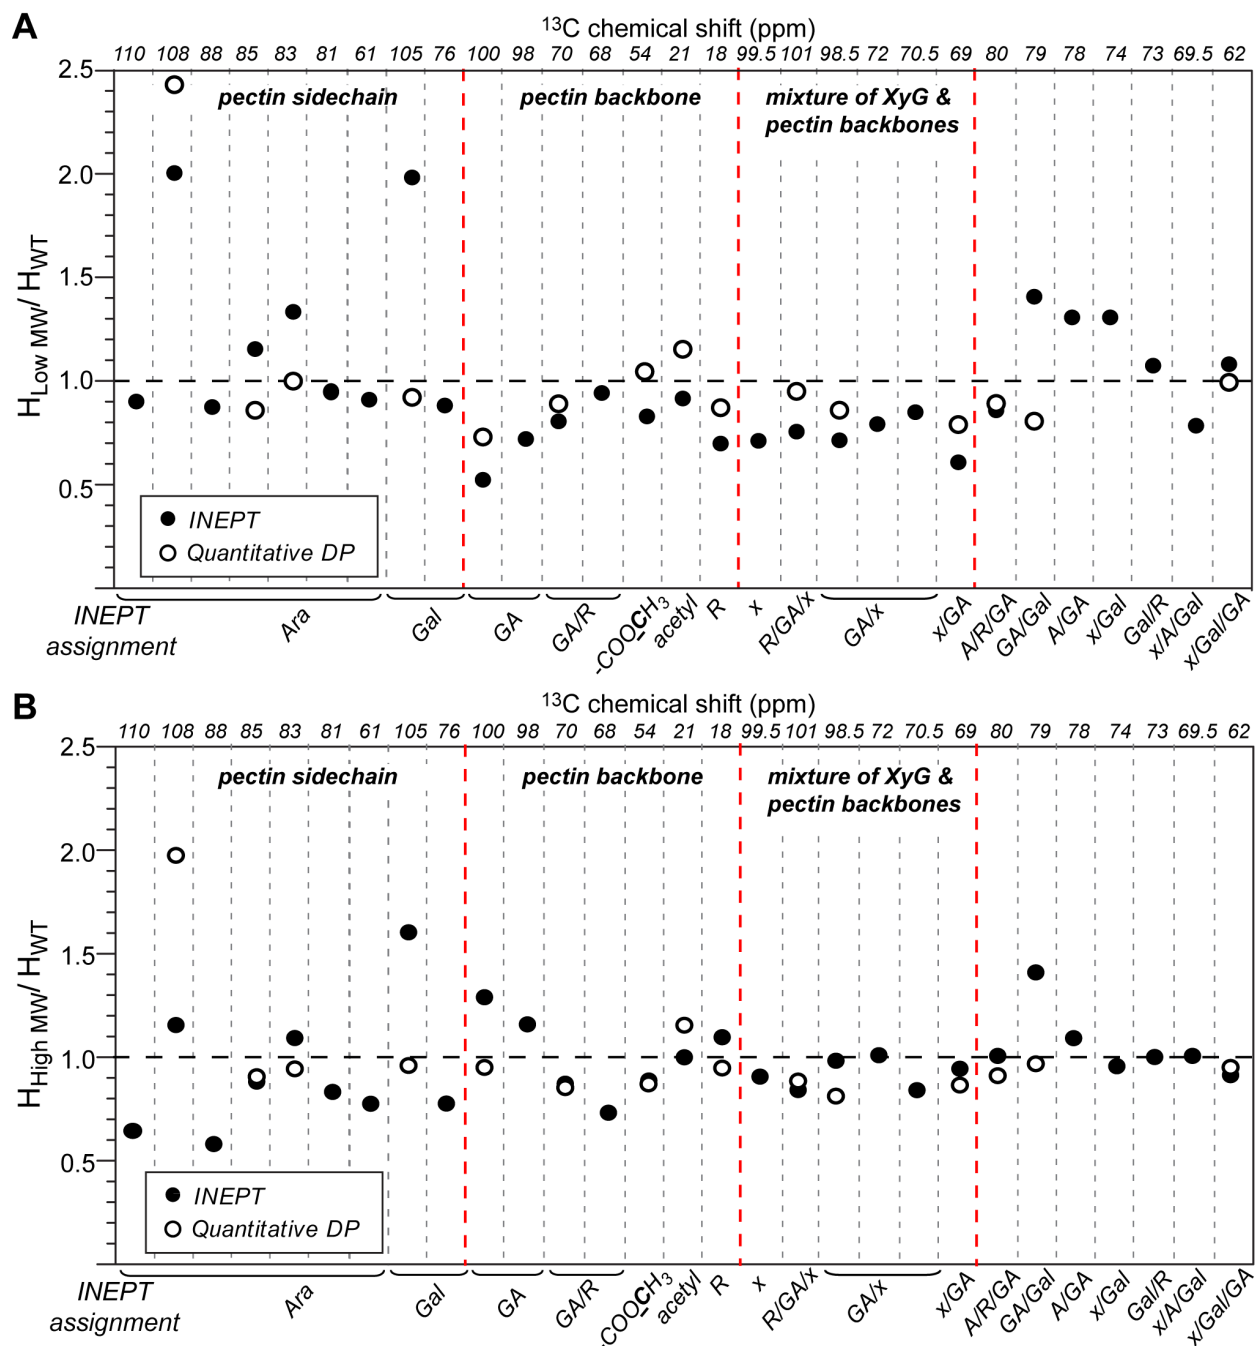 A
13C chemical shift (ppm)
110 108 88 85 83 81 61 105 76 100 98 70 68 54 21 18 99.5 101 98.5 72 70.5 69 80 79 78 74 73 69.5 62
2.5
pectin sidechain pectin backbone mixture of XyG &
pectin backbones
2.0
1.5
1.0
0.5
HLow MW/ HWT
INEPT
Quantitative DP
INEPT
assignment
Ara Gal GA GA/R -COOCH3 acetyl R x R/GA/x GA/x x/GA A/R/GA GA/Gal A/GA x/Gal Gal/R x/A/Gal x/Gal/GA
B
13C chemical shift (ppm)
110 108 88 85 83 81 61 105 76 100 98 70 68 54 21 18 99.5 101 98.5 72 70.5 69 80 79 78 74 73 69.5 62
2.5
pectin sidechain pectin backbone mixture of XyG &
pectin backbones
2.0
1.5
1.0
0.5
HHigh MW/ HWT
INEPT
Quantitative DP
INEPT
assignment
Ara Gal GA GA/R -COOCH3 acetyl R x R/GA/x GA/x x/GA A/R/GA GA/Gal A/GA x/Gal Gal/R x/A/Gal x/Gal/GA